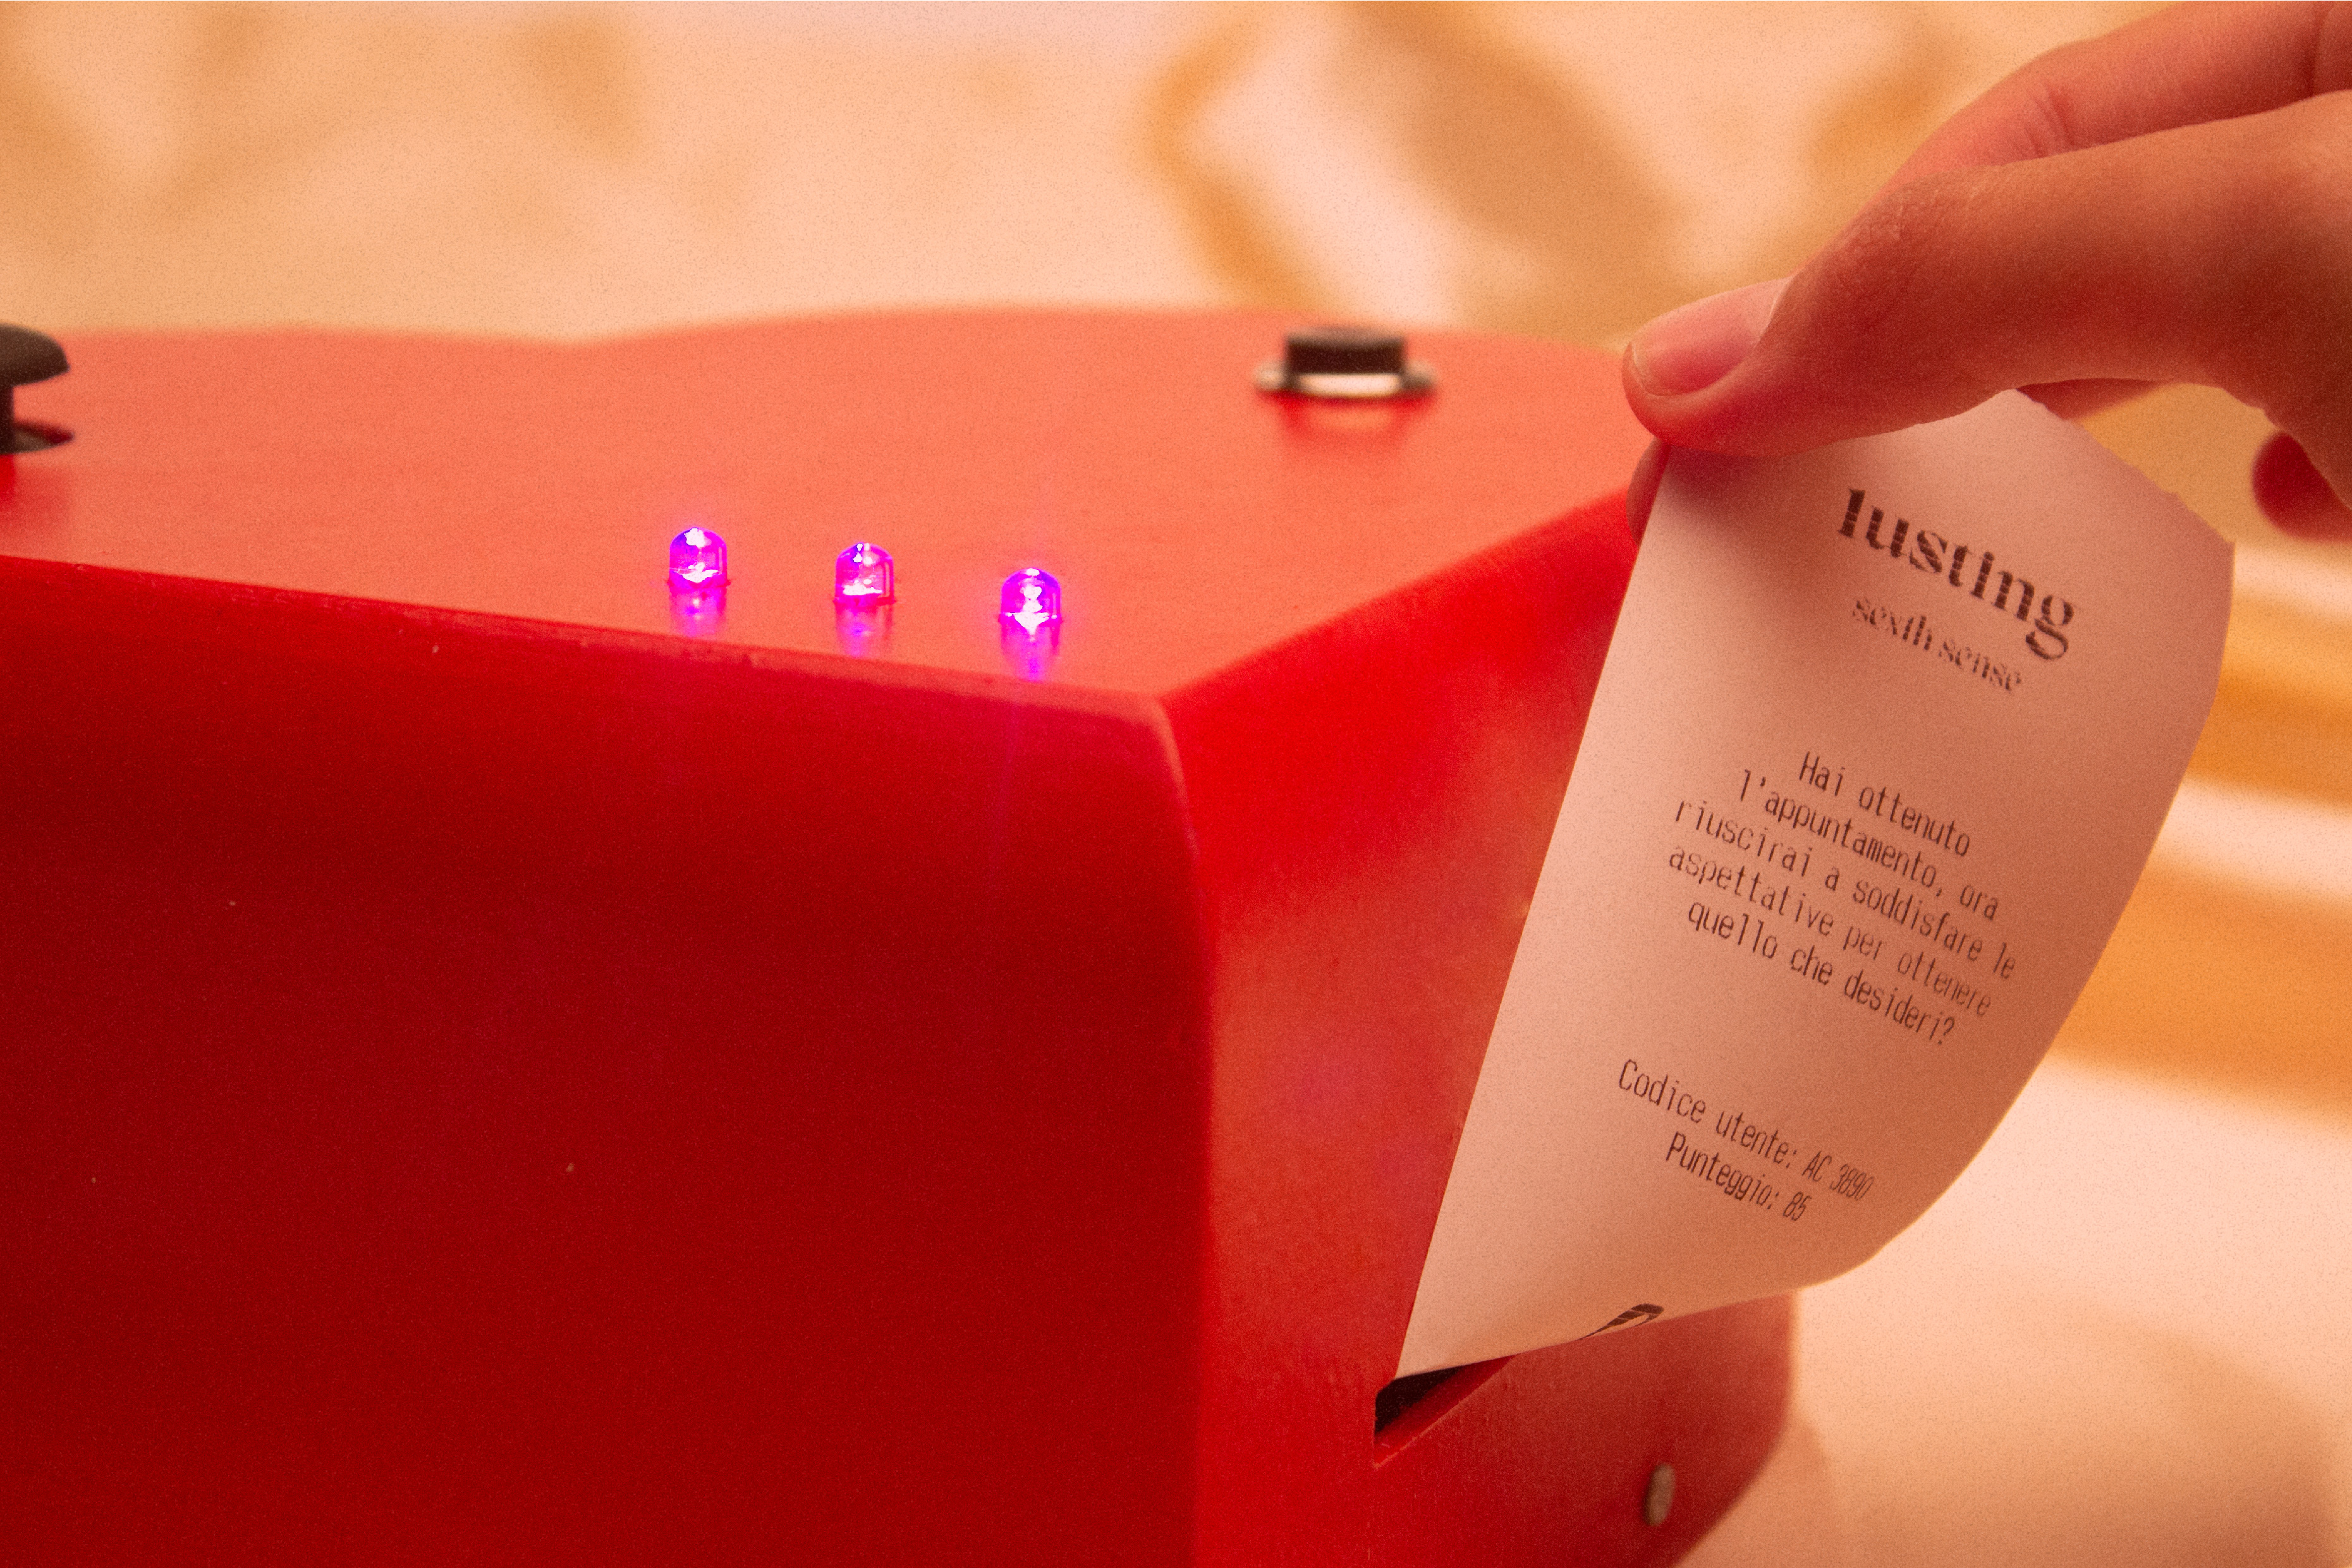 lusting
sexth sense
Hai ottenuto
l'appuntamento, ora
riuscirai a soddisfare le
aspettative per ottenere
quello che desideri?
Codice utente: AC 3890
Punteggio: 85